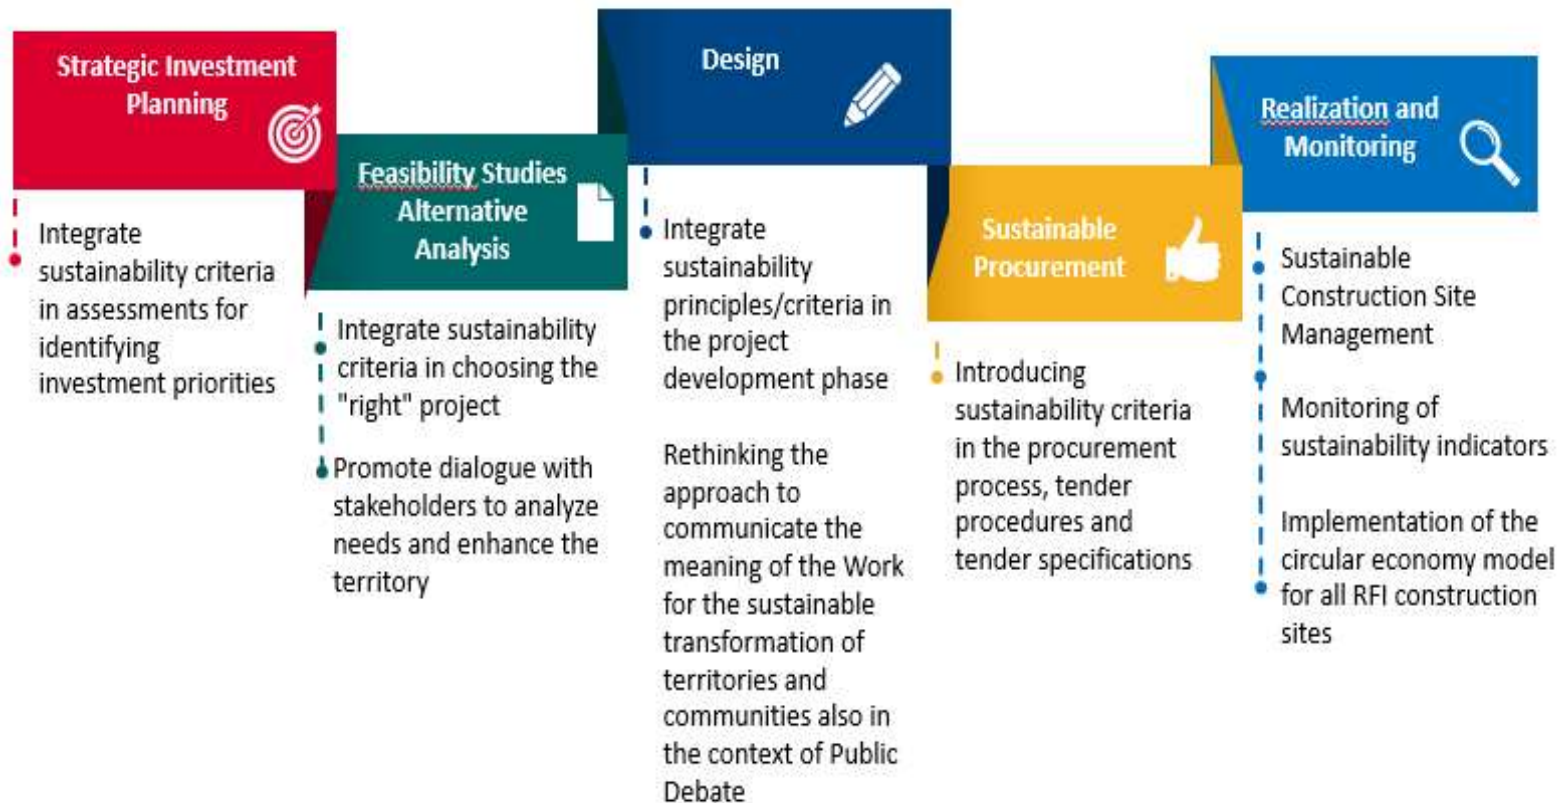 Strategic Investment
Planning
Integrate
sustainability criteria
in assessments for
identifying
investment priorities
Feasibility Studies
Alternative
Analysis
Integrate sustainability
criteria in choosing the
"right" project
Promote dialogue with
stakeholders to analyze
needs and enhance the
territory
Design
Integrate
sustainability
principles/criteria in
the project
development phase
Rethinking the
approach to
communicate the
meaning of the Work
for the sustainable
transformation of
territories and
communities also in
the context of Public
Debate
Sustainable
Procurement
Introducing
sustainability criteria
in the procurement
process, tender
procedures and
tender specifications
Realization and
Monitoring
Sustainable
Construction Site
Management
Monitoring of
sustainability indicators
Implementation of the
circular economy model
for all RFI construction
sites